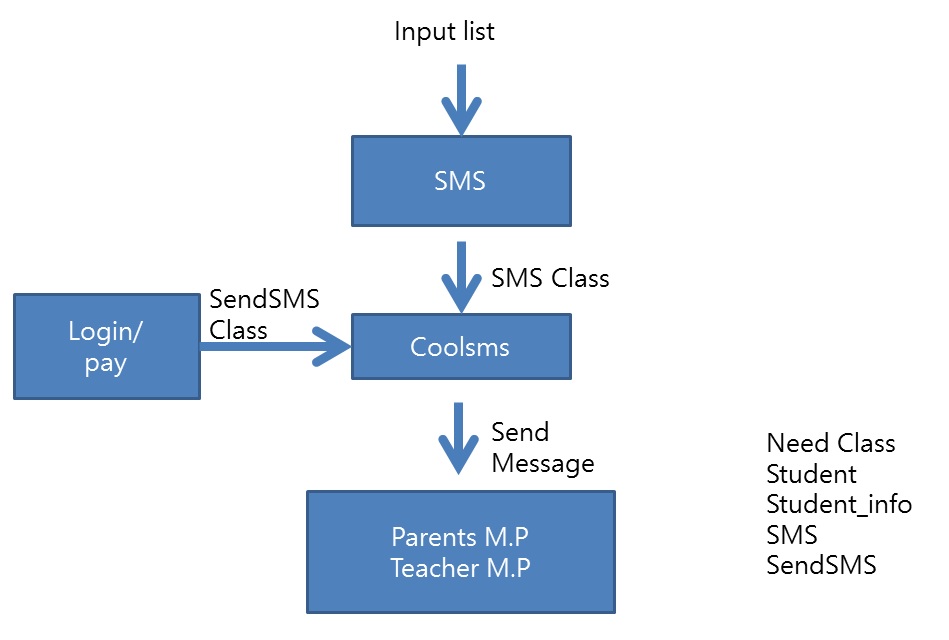 Input list
SMS
SMS Class
SendSMS
Class
Login/
pay
Coolsms
Send
Message
Parents M.P
Teacher M.P
Need Class
Student
Student_info
SMS
SendSMS